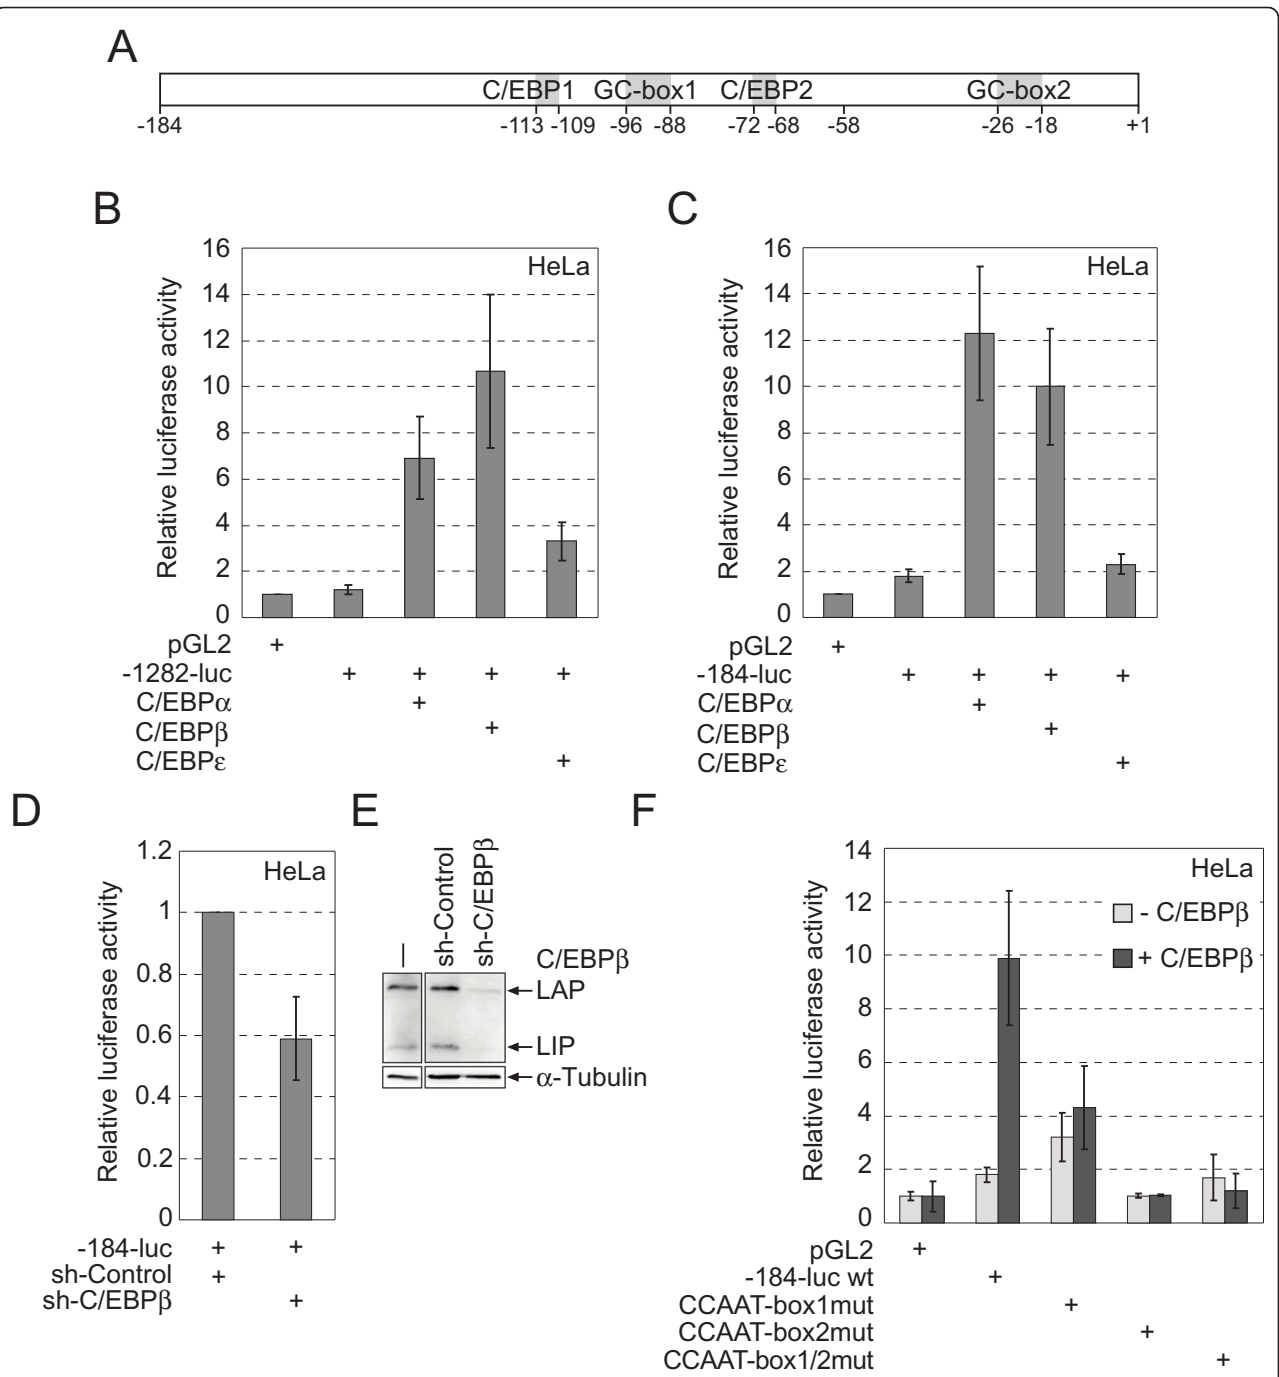 A
C/EBP1 GC-box1 C/EBP2 GC-box2
-184 -113 -109 -96 -88 -72 -68 -58 -26 -18 +1
B
Relative luciferase activity
16
14
12
10
8
6
4
2
0
HeLa
pGL2 +
-1282-luc + + + +
C/EBPα +
C/EBPβ +
C/EBPε +
C
Relative luciferase activity
16
14
12
10
8
6
4
2
0
HeLa
pGL2 +
-184-luc + + + +
C/EBPα +
C/EBPβ +
C/EBPε +
D
Relative luciferase activity
1.2
1
0.8
0.6
0.4
0.2
0
HeLa
-184-luc + +
sh-Control +
sh-C/EBPβ +
E
–
sh-Control
sh-C/EBPβ
C/EBPβ
LAP
LIP
α-Tubulin
F
Relative luciferase activity
14
12
10
8
6
4
2
0
HeLa
- C/EBPβ
+ C/EBPβ
pGL2 +
-184-luc wt +
CCAAT-box1mut +
CCAAT-box2mut +
CCAAT-box1/2mut +